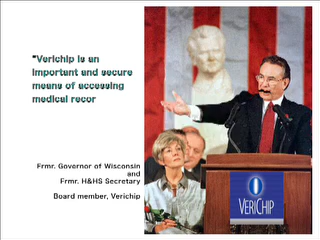 "Verichip is an
important and secure
means of accessing
medical recor
Frmr. Governor of Wisconsin
and
Frmr. H&HS Secretary
Board member, Verichip
VERICHIP